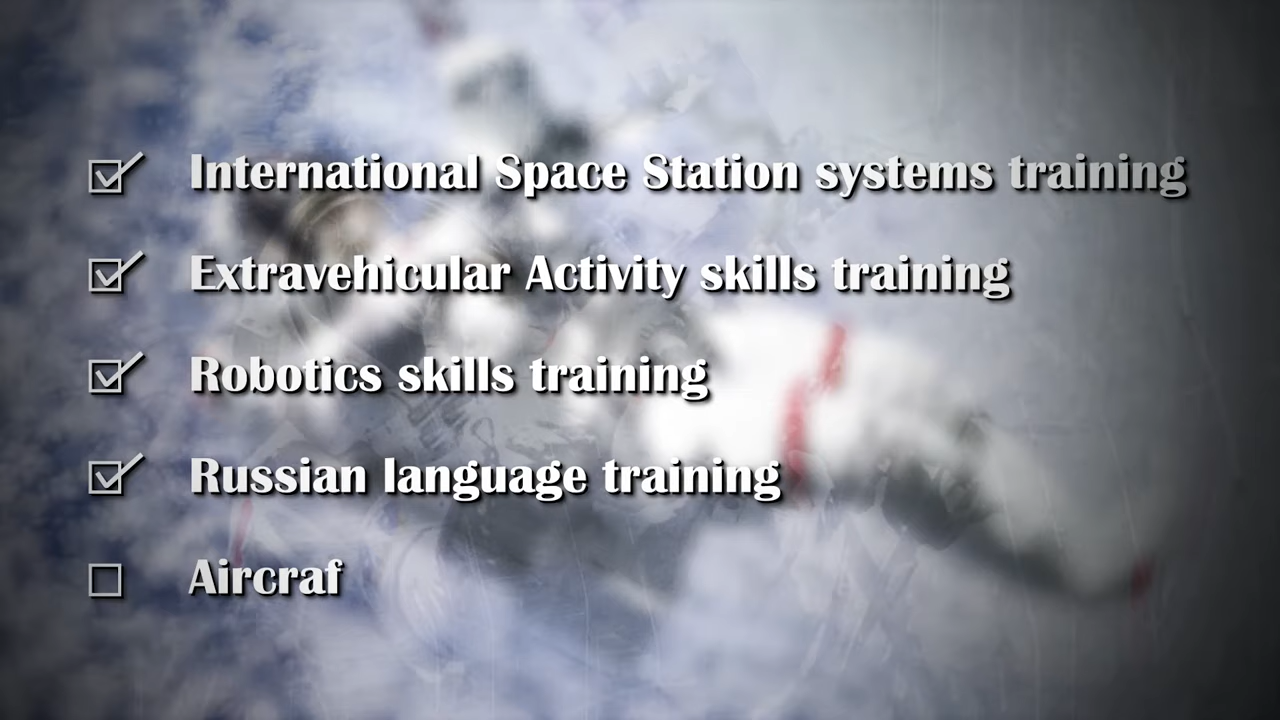 International Space Station systems training
Extravehicular Activity skills training
Robotics skills training
Russian language training
Aircraf